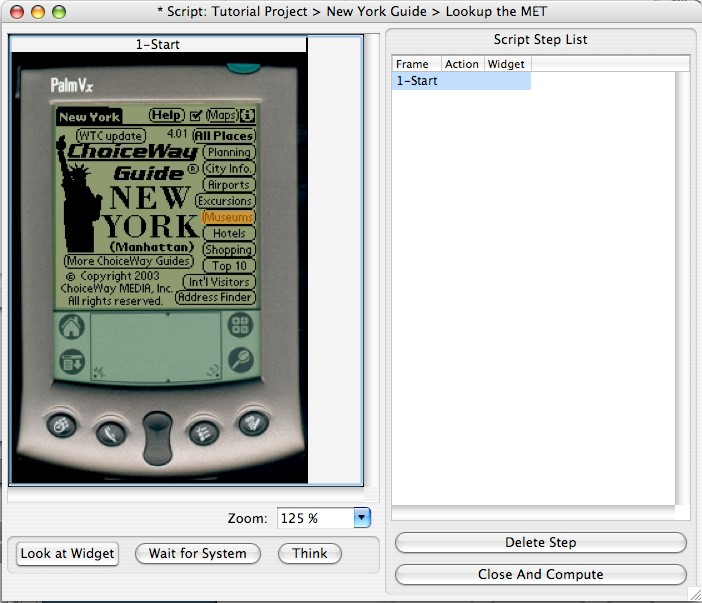 * Script: Tutorial Project > New York Guide > Lookup the MET
1-Start
PalmVx
New York Help Maps i
WTC update 4.01 All Places
ChoiceWay Planning
Guide ® City Info.
Airports
NEW Excursions
YORK Museums
(Manhattan) Hotels
Shopping
More ChoiceWay Guides Top 10
© Copyright 2003 Int'l Visitors
ChoiceWay MEDIA, Inc. Address Finder
All rights reserved.
Zoom: 125 %
Look at Widget Wait for System Think
Script Step List
Frame Action Widget
1-Start
Delete Step
Close And Compute